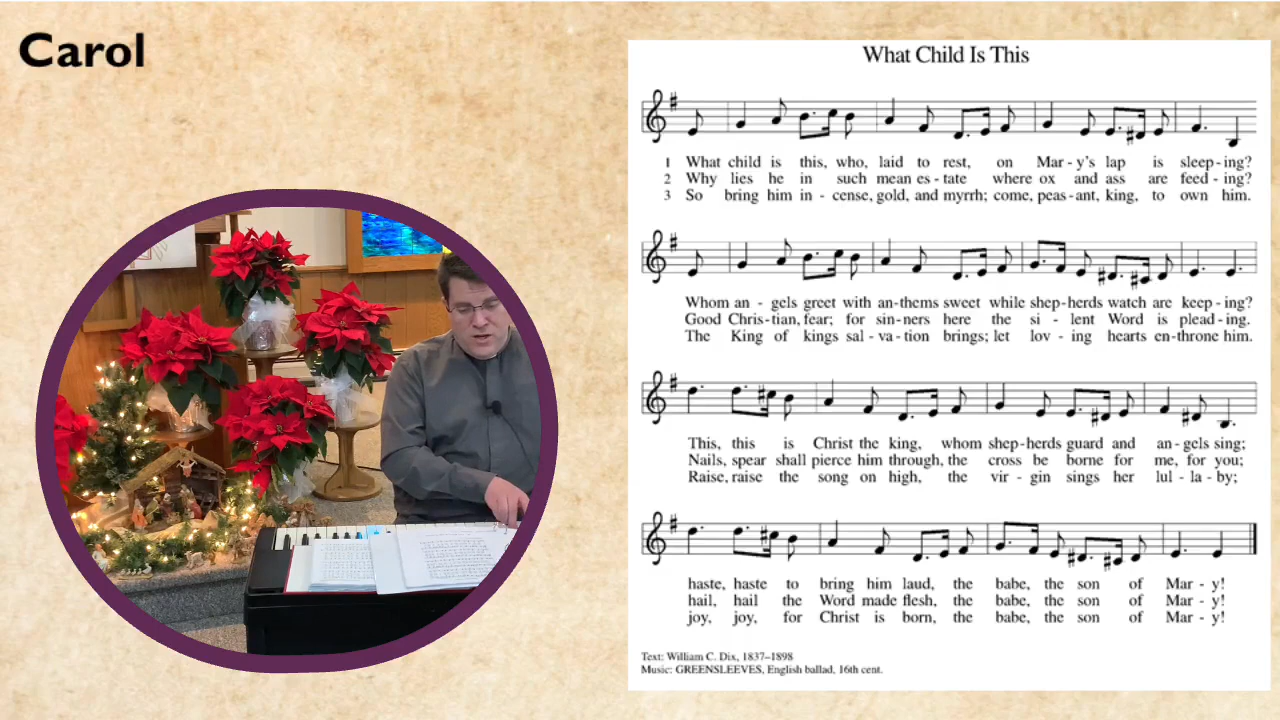 Carol
What Child Is This
1 What child is this, who, laid to rest, on Mar - y's lap is sleep - ing?
2 Why lies he in such mean es - tate where ox and ass are feed - ing?
3 So bring him in - cense, gold, and myrrh; come, peas - ant, king, to own him.
Whom an - gels greet with an - thems sweet while shep - herds watch are keep - ing?
Good Chris - tian, fear; for sin - ners here the si - lent Word is plead - ing.
The King of kings sal - va - tion brings; let lov - ing hearts en - throne him.
This, this is Christ the king, whom shep - herds guard and an - gels sing;
Nails, spear shall pierce him through, the cross be borne for me, for you;
Raise, raise the song on high, the vir - gin sings her lul - la - by;
haste, haste to bring him laud, the babe, the son of Mar - y!
hail, hail the Word made flesh, the babe, the son of Mar - y!
joy, joy, for Christ is born, the babe, the son of Mar - y!
Text: William C. Dix, 1837–1898
Music: GREENSLEEVES, English ballad, 16th cent.